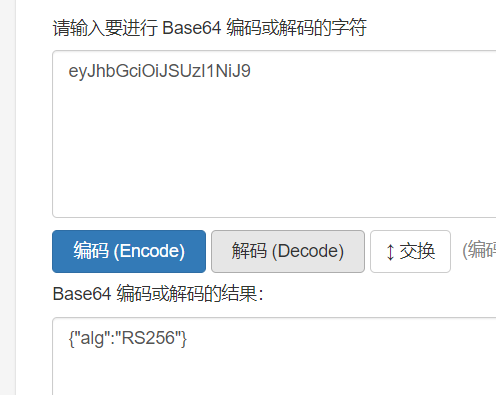 请输入要进行 Base64 编码或解码的字符
eyJhbGciOiJSUzI1NiJ9
编码 (Encode) 解码 (Decode) ↕ 交换 (编码
Base64 编码或解码的结果：
{"alg":"RS256"}